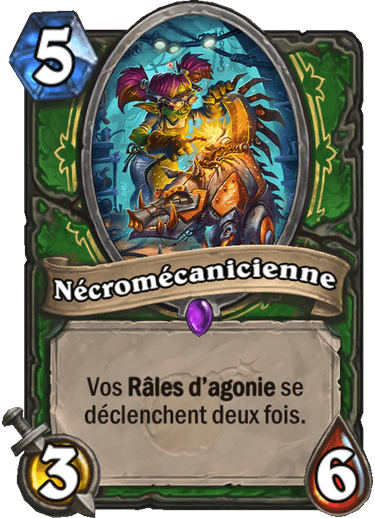 5
Nécromécanicienne
Vos Râles d'agonie se
déclenchent deux fois.
3
6